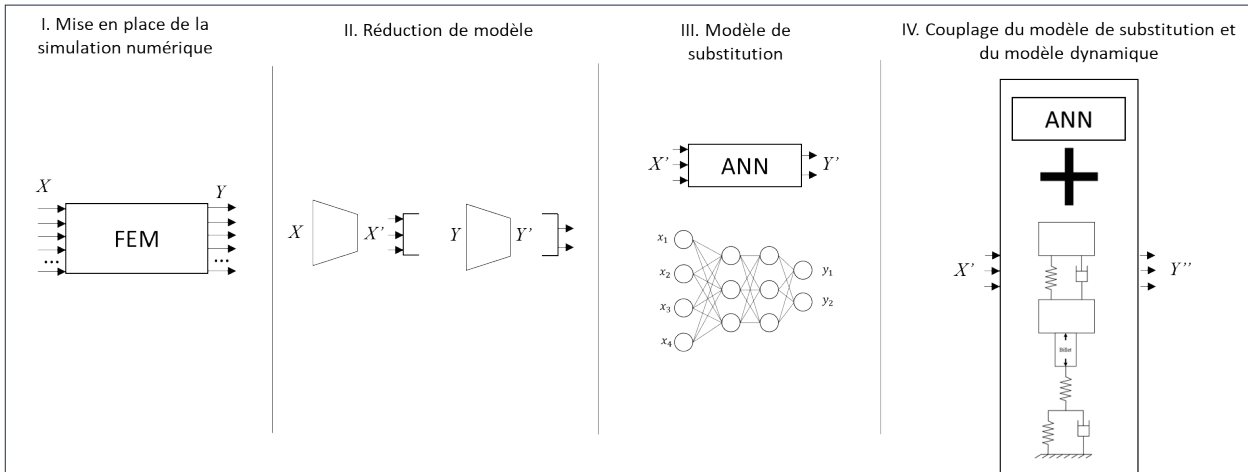 I. Mise en place de la
simulation numérique
X
Y
FEM
...
...
II. Réduction de modèle
X
X'
Y
Y'
III. Modèle de
substitution
X'
ANN
Y'
x₁
x₂
x₃
x₄
y₁
y₂
IV. Couplage du modèle de substitution et
du modèle dynamique
ANN
+
X'
Y''
Billet